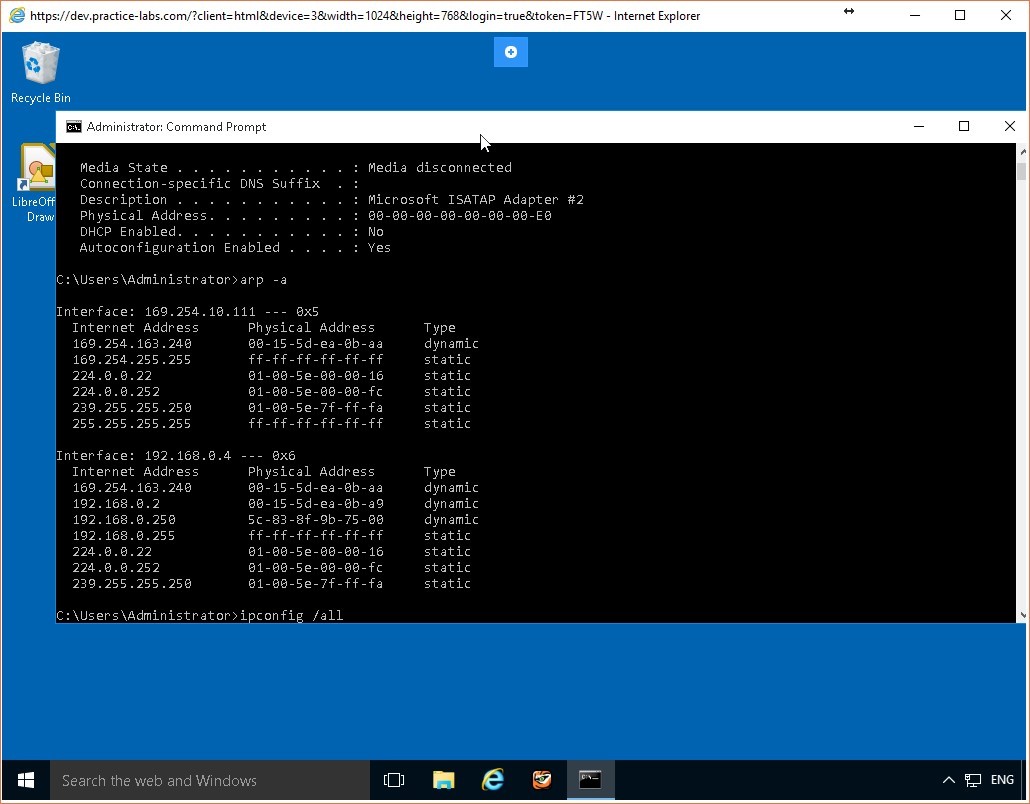 https://dev.practice-labs.com/?client=html&device=3&width=1024&height=768&login=true&token=FT5W - Internet Explorer
Recycle Bin
Administrator: Command Prompt
LibreOff
Draw
Media State . . . . . . . . . . . : Media disconnected
Connection-specific DNS Suffix  . :
Description . . . . . . . . . . . : Microsoft ISATAP Adapter #2
Physical Address. . . . . . . . . : 00-00-00-00-00-00-00-E0
DHCP Enabled. . . . . . . . . . . : No
Autoconfiguration Enabled . . . . : Yes
C:\Users\Administrator>arp -a
Interface: 169.254.10.111 --- 0x5
Internet Address      Physical Address      Type
169.254.163.240       00-15-5d-ea-0b-aa     dynamic
169.254.255.255       ff-ff-ff-ff-ff-ff     static
224.0.0.22            01-00-5e-00-00-16     static
224.0.0.252           01-00-5e-00-00-fc     static
239.255.255.250       01-00-5e-7f-ff-fa     static
255.255.255.255       ff-ff-ff-ff-ff-ff     static
Interface: 192.168.0.4 --- 0x6
Internet Address      Physical Address      Type
169.254.163.240       00-15-5d-ea-0b-aa     dynamic
192.168.0.2           00-15-5d-ea-0b-a9     dynamic
192.168.0.250         5c-83-8f-9b-75-00     dynamic
192.168.0.255         ff-ff-ff-ff-ff-ff     static
224.0.0.22            01-00-5e-00-00-16     static
224.0.0.252           01-00-5e-00-00-fc     static
239.255.255.250       01-00-5e-7f-ff-fa     static
C:\Users\Administrator>ipconfig /all
Search the web and Windows
ENG